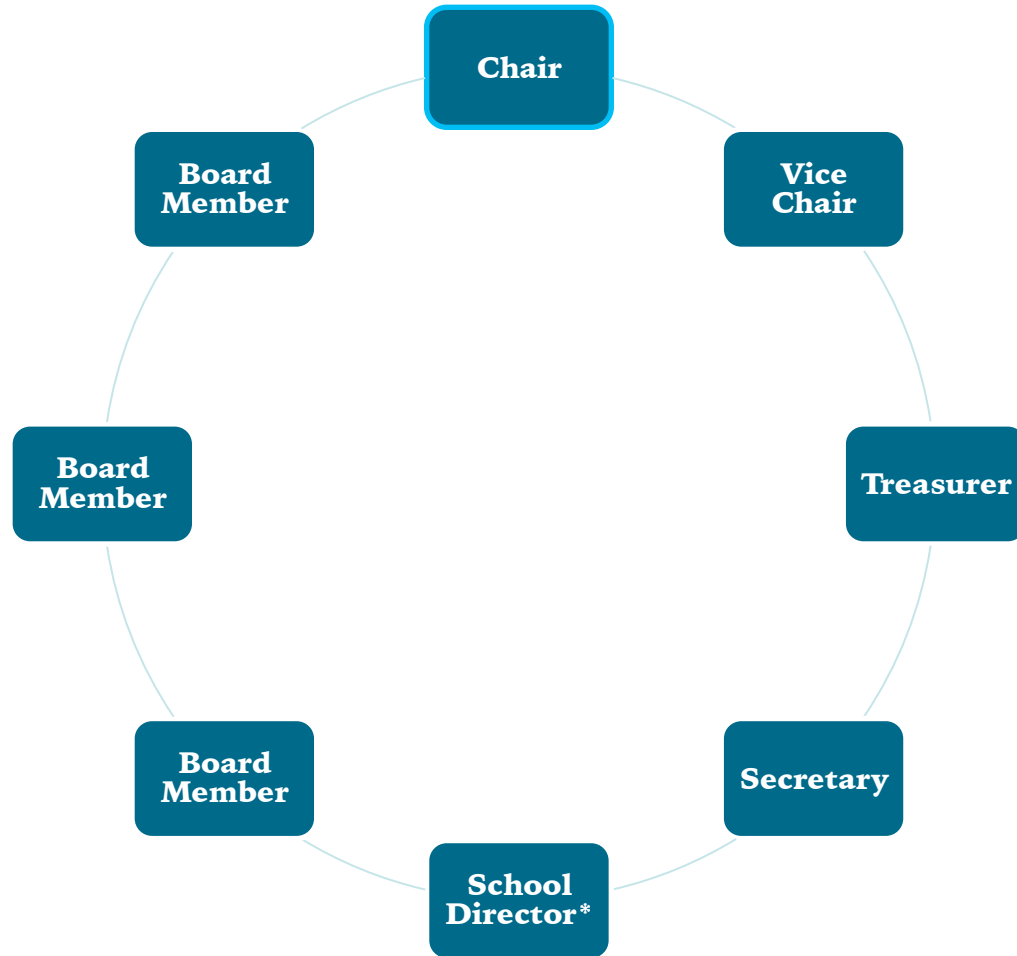 Chair
Board
Member
Vice
Chair
Board
Member
Treasurer
Board
Member
Secretary
School
Director*